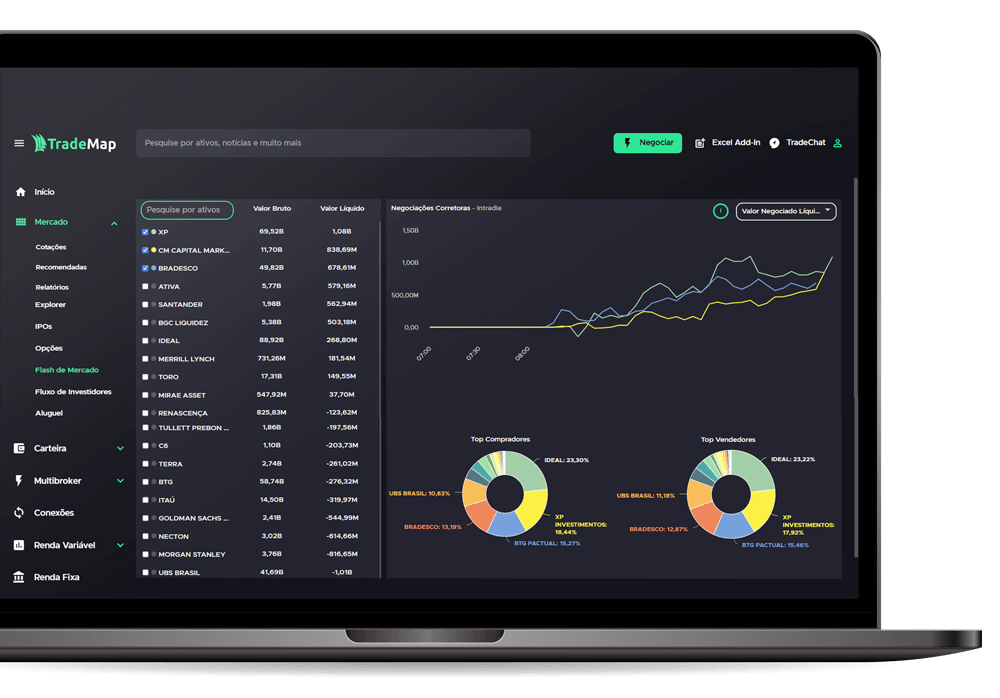 TradeMap
Pesquise por ativos, notícias e muito mais
Negociar
Excel Add-In
TradeChat
Início
Mercado
Cotações
Recomendadas
Relatórios
Explorer
IPOs
Opções
Flash de Mercado
Fluxo de Investidores
Aluguel
Carteira
Multibroker
Conexões
Renda Variável
Renda Fixa
Pesquise por ativos Valor Bruto Valor Líquido
XP 69,52B 1,08B
CM CAPITAL MARK... 11,70B 838,69M
BRADESCO 49,82B 678,61M
ATIVA 5,77B 579,16M
SANTANDER 1,98B 562,94M
BGC LIQUIDEZ 5,38B 503,18M
IDEAL 88,92B 268,80M
MERRILL LYNCH 731,26M 181,54M
TORO 17,31B 149,55M
MIRAE ASSET 547,92M 37,70M
RENASCENÇA 825,83M -123,62M
TULLETT PREBON ... 1,86B -197,56M
C6 1,10B -203,73M
TERRA 2,74B -261,02M
BTG 58,74B -276,32M
ITAÚ 14,50B -319,97M
GOLDMAN SACHS ... 2,41B -544,99M
NECTON 3,02B -614,66M
MORGAN STANLEY 3,76B -816,65M
UBS BRASIL 41,69B -1,01B
Negociações Corretoras - Intradia
Valor Negociado Líqui...
1,50B
1,00B
500,00M
0,00
07:00
07:30
08:00
Top Compradores
IDEAL: 23,30%
UBS BRASIL: 10,63%
XP
INVESTIMENTOS:
18,44%
BRADESCO: 13,19%
BTG PACTUAL: 15,27%
Top Vendedores
IDEAL: 23,22%
UBS BRASIL: 11,18%
XP
INVESTIMENTOS:
17,92%
BRADESCO: 12,87%
BTG PACTUAL: 15,46%